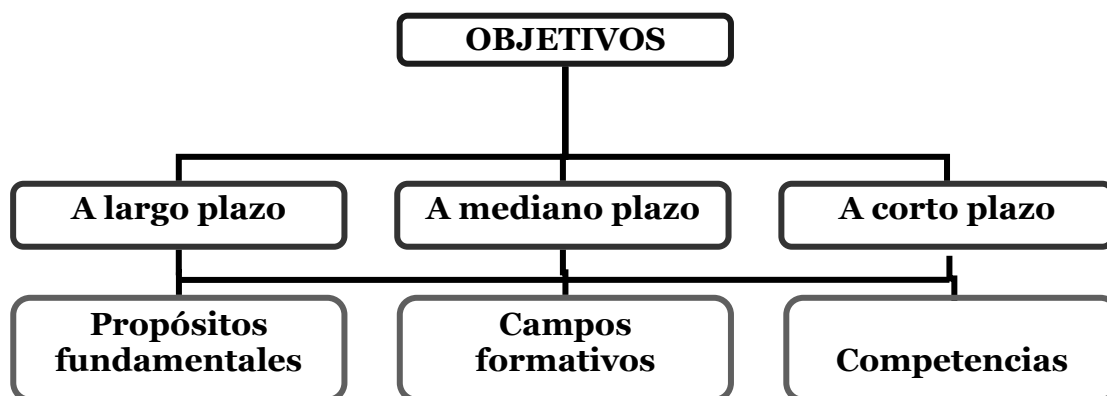 OBJETIVOS
A largo plazo
A mediano plazo
A corto plazo
Propósitos
fundamentales
Campos
formativos
Competencias